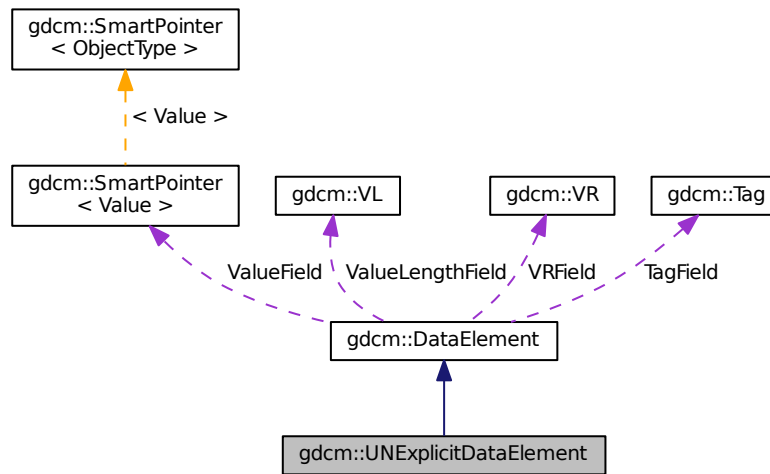 gdcm::SmartPointer
< ObjectType >
< Value >
gdcm::SmartPointer
< Value >
gdcm::VL
gdcm::VR
gdcm::Tag
ValueField
ValueLengthField
VRField
TagField
gdcm::DataElement
gdcm::UNExplicitDataElement